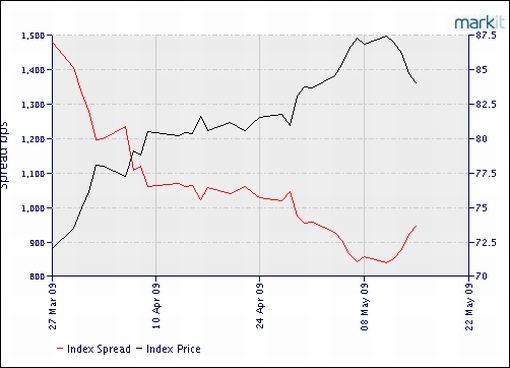 markit
1,500
1,400
1,300
1,200
1,100
1,000
900
800
87.5
85
82.5
80
77.5
75
72.5
70
Spread bps
27 Mar 09
10 Apr 09
24 Apr 09
08 May 09
22 May 09
Index Spread
Index Price